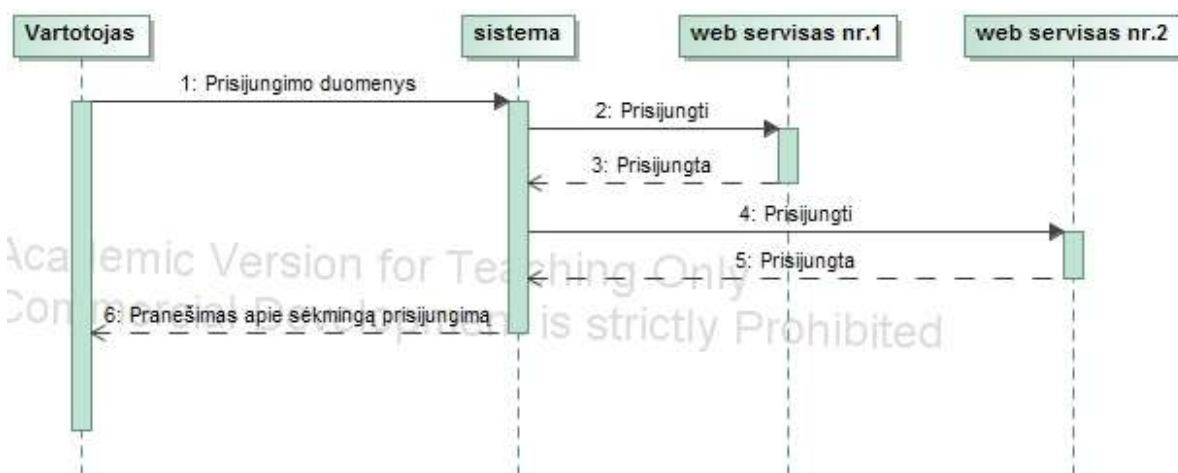 Vartotojas
sistema
web servisas nr.1
web servisas nr.2
1: Prisijungimo duomenys
2: Prisijungti
3: Prisijungta
4: Prisijungti
5: Prisijungta
6: Pranešimas apie sėkmingą prisijungimą
Academic Version for Teaching Only
Commercial Development is strictly Prohibited